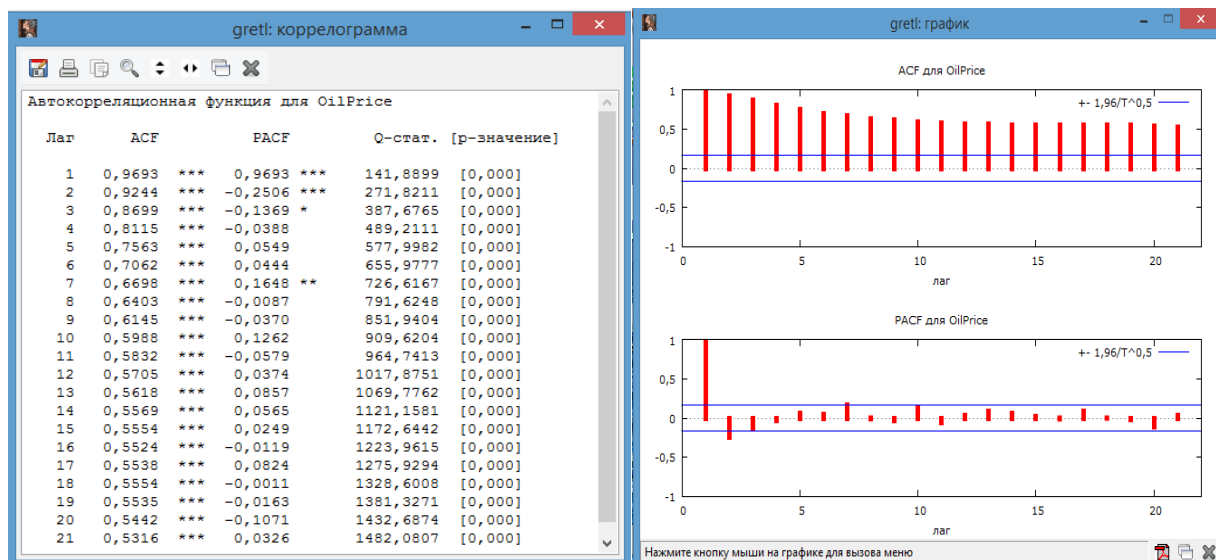 gretl: коррелограмма
Автокорреляционная функция для OilPrice
Лаг ACF PACF Q-стат. [p-значение]
1 0,9693 *** 0,9693 *** 141,8899 [0,000]
2 0,9244 *** -0,2506 *** 271,8211 [0,000]
3 0,8699 *** -0,1369 * 387,6765 [0,000]
4 0,8115 *** -0,0388 489,2111 [0,000]
5 0,7563 *** 0,0549 577,9982 [0,000]
6 0,7062 *** 0,0444 655,9777 [0,000]
7 0,6698 *** 0,1648 ** 726,6167 [0,000]
8 0,6403 *** -0,0087 791,6248 [0,000]
9 0,6145 *** -0,0370 851,9404 [0,000]
10 0,5988 *** 0,1262 909,6204 [0,000]
11 0,5832 *** -0,0579 964,7413 [0,000]
12 0,5705 *** 0,0374 1017,8751 [0,000]
13 0,5618 *** 0,0857 1069,7762 [0,000]
14 0,5569 *** 0,0565 1121,1581 [0,000]
15 0,5554 *** 0,0249 1172,6442 [0,000]
16 0,5524 *** -0,0119 1223,9615 [0,000]
17 0,5538 *** 0,0824 1275,9294 [0,000]
18 0,5554 *** -0,0011 1328,6008 [0,000]
19 0,5535 *** -0,0163 1381,3271 [0,000]
20 0,5442 *** -0,1071 1432,6874 [0,000]
21 0,5316 *** 0,0326 1482,0807 [0,000]
gretl: график
ACF для OilPrice
+- 1,96/T^0,5
1
0,5
0
-0,5
-1
0 5 10 15 20
лаг
PACF для OilPrice
+- 1,96/T^0,5
1
0,5
0
-0,5
-1
0 5 10 15 20
лаг
Нажмите кнопку мыши на графике для вызова меню